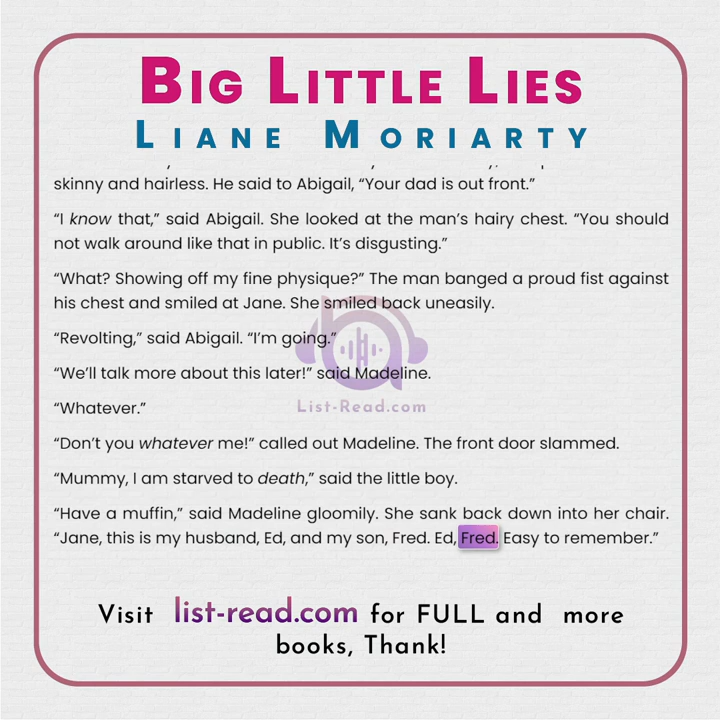 BIG LITTLE LIES
LIANE MORIARTY
skinny and hairless. He said to Abigail, “Your dad is out front.”
“I know that,” said Abigail. She looked at the man’s hairy chest. “You should
not walk around like that in public. It’s disgusting.”
“What? Showing off my fine physique?” The man banged a proud fist against
his chest and smiled at Jane. She smiled back uneasily.
“Revolting,” said Abigail. “I’m going.”
“We’ll talk more about this later!” said Madeline.
List-Read.com
“Whatever.”
“Don’t you whatever me!” called out Madeline. The front door slammed.
“Mummy, I am starved to death,” said the little boy.
“Have a muffin,” said Madeline gloomily. She sank back down into her chair.
“Jane, this is my husband, Ed, and my son, Fred. Ed, Fred. Easy to remember.”
Visit list-read.com for FULL and more
books, Thank!